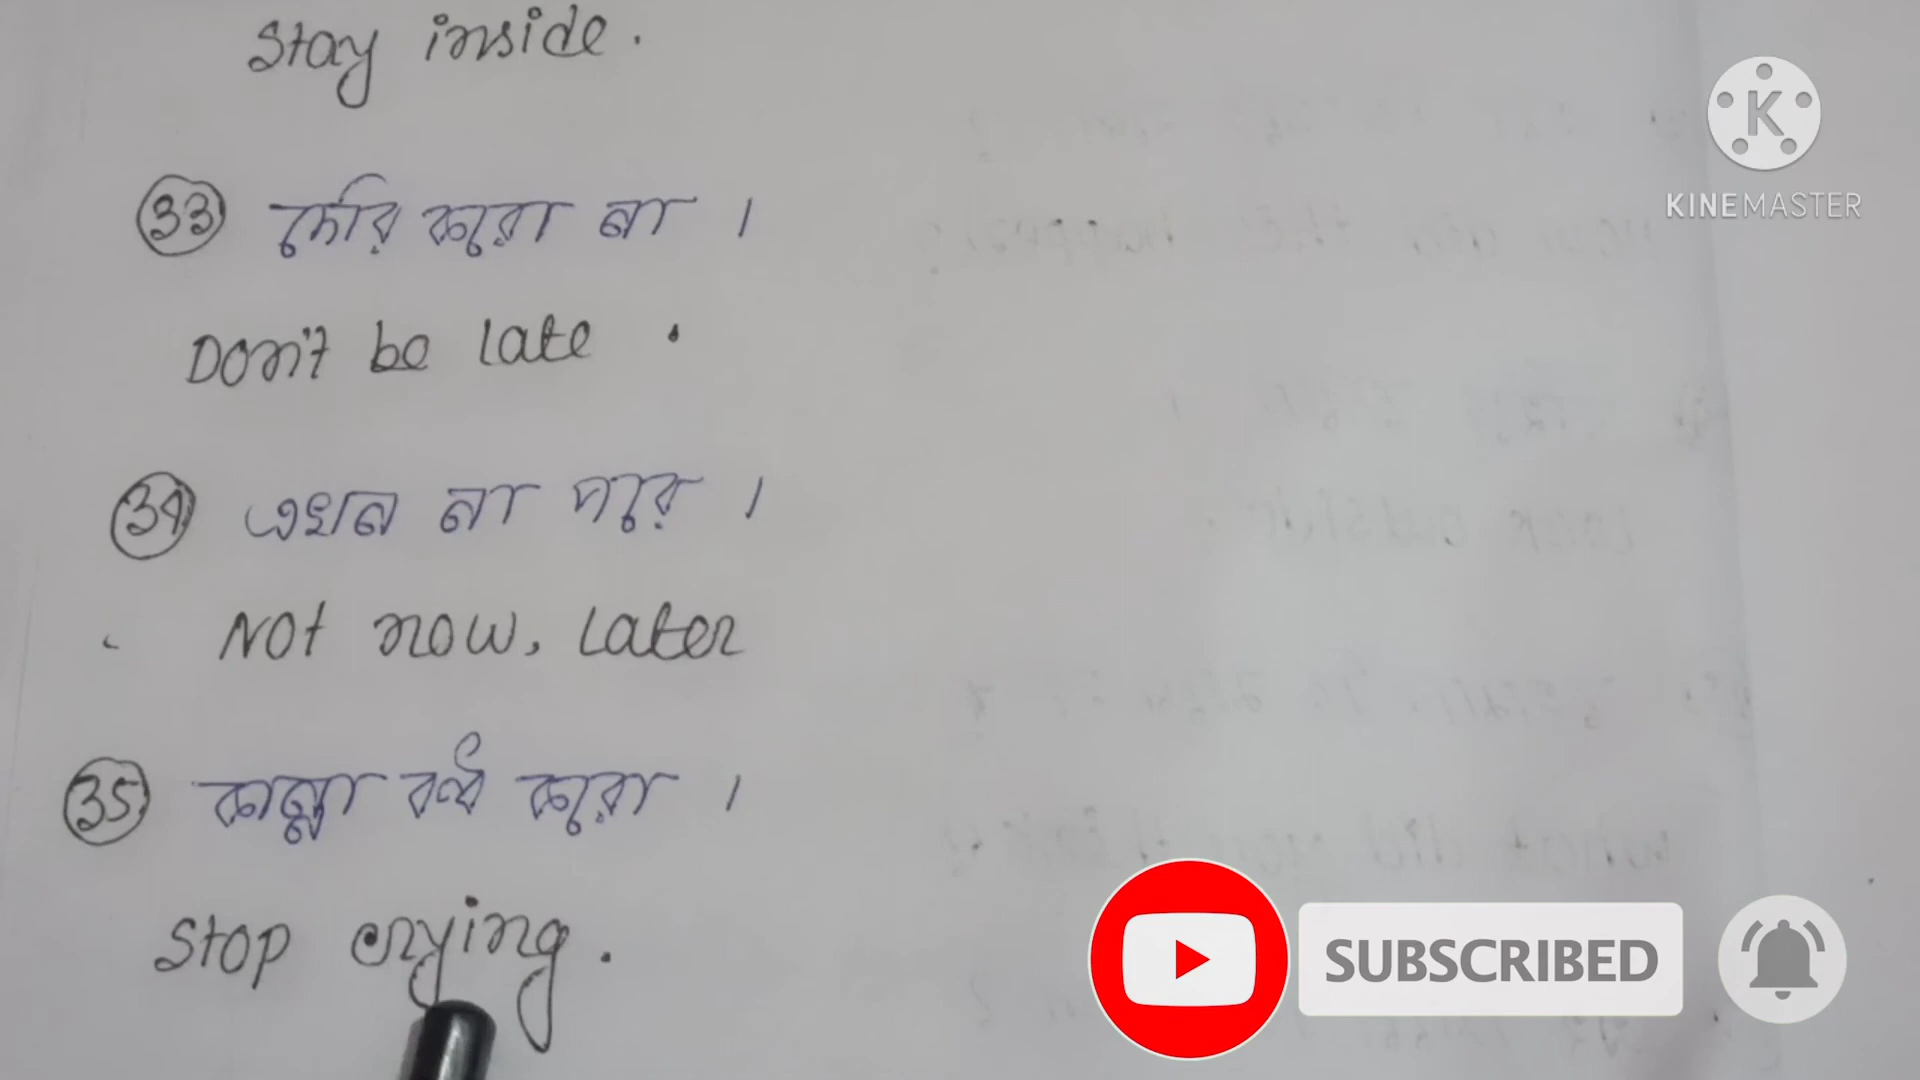 Stay inside.
33 দেরি করো না ।
Don't be late .
34 এখন না পরে ।
Not now, Later
35 কান্না বন্ধ করো ।
Stop crying.
K
KINEMASTER
SUBSCRIBED